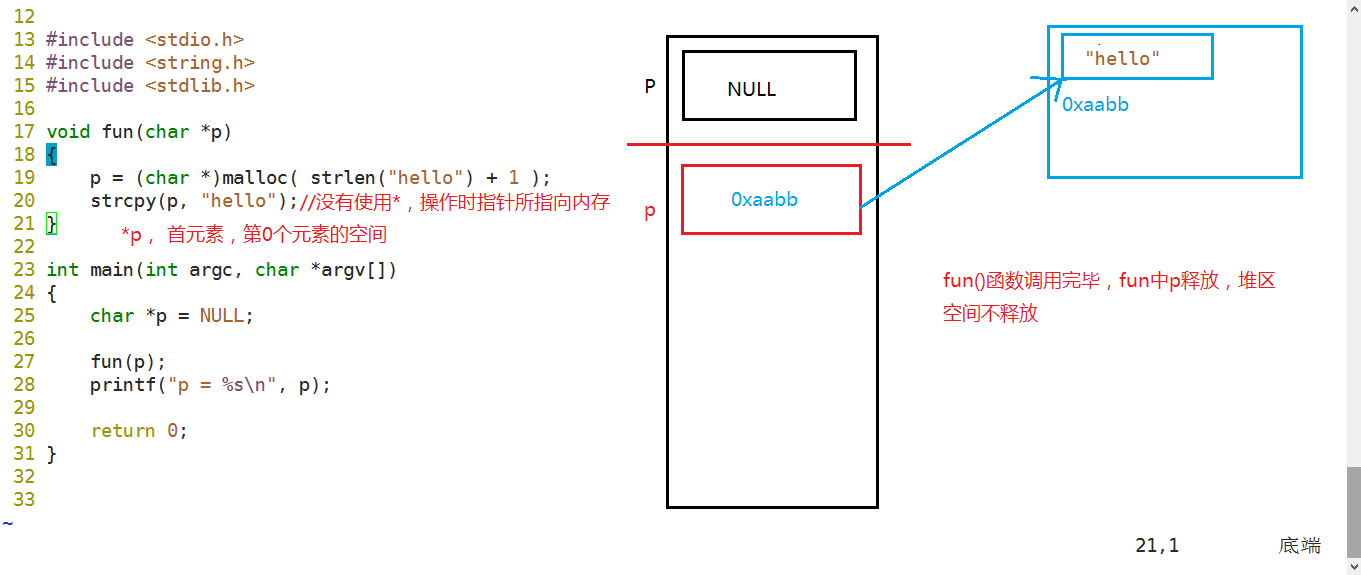 12
13 #include <stdio.h>
14 #include <string.h>
15 #include <stdlib.h>
16
17 void fun(char *p)
18 {
19     p = (char *)malloc( strlen("hello") + 1 );
20     strcpy(p, "hello");//没有使用*，操作时指针所指向内存
21 }     *p， 首元素，第0个元素的空间
22
23 int main(int argc, char *argv[])
24 {
25     char *p = NULL;
26
27     fun(p);
28     printf("p = %s\n", p);
29
30     return 0;
31 }
32
33
~
P
NULL
p
0xaabb
"hello"
0xaabb
fun()函数调用完毕，fun中p释放，堆区
空间不释放
21,1 底端